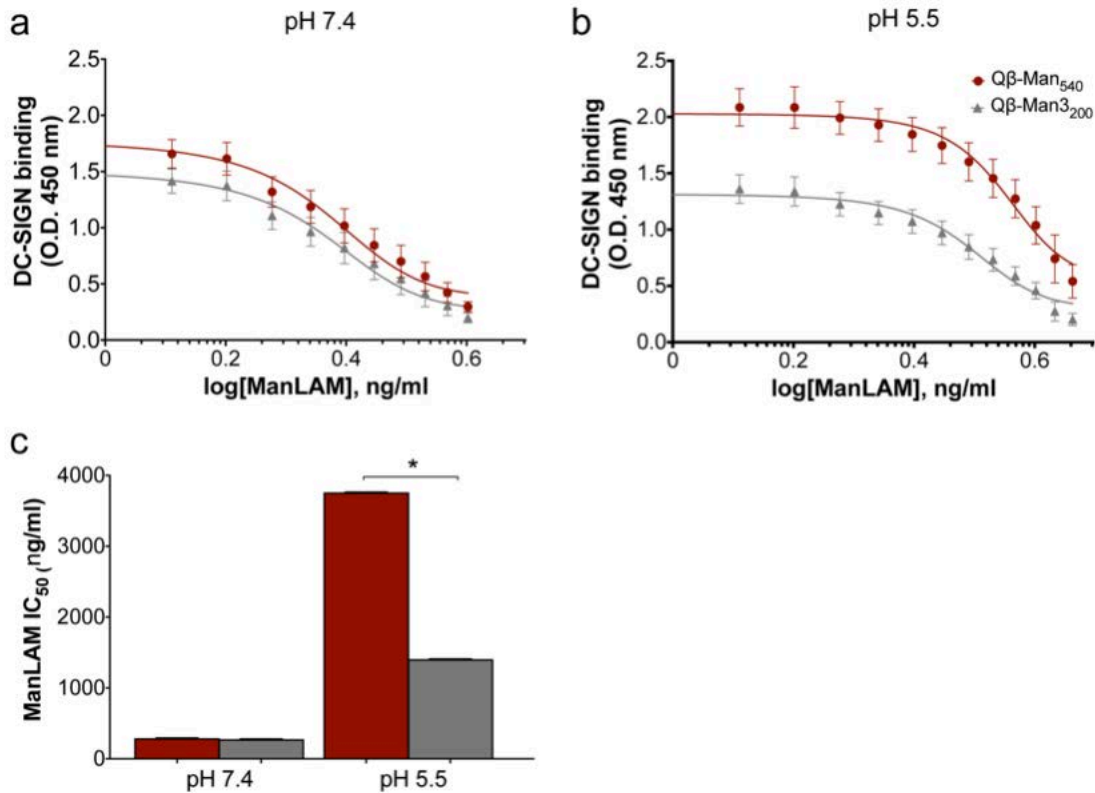 a
pH 7.4
2.5
2.0
1.5
1.0
0.5
0.0
DC-SIGN binding
(O.D. 450 nm)
0
0.2
0.4
0.6
log[ManLAM], ng/ml
b
pH 5.5
Qβ-Man540
Qβ-Man3200
2.5
2.0
1.5
1.0
0.5
0.0
DC-SIGN binding
(O.D. 450 nm)
0
0.2
0.4
0.6
log[ManLAM], ng/ml
c
*
4000
3000
2000
1000
0
ManLAM IC50 (ng/ml)
pH 7.4
pH 5.5